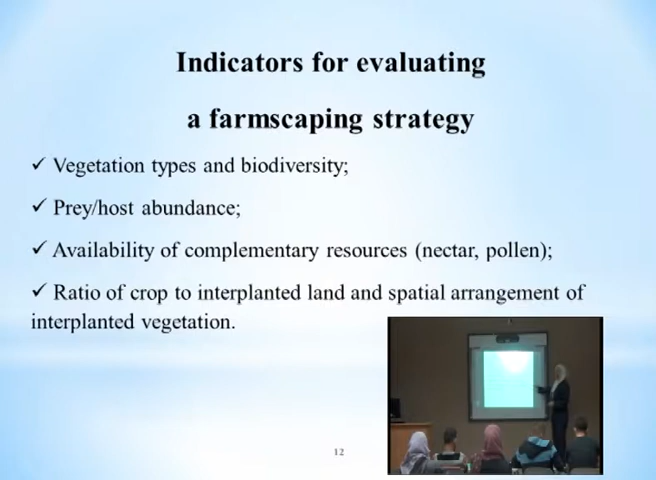 Indicators for evaluating
a farmscaping strategy
✓ Vegetation types and biodiversity;
✓ Prey/host abundance;
✓ Availability of complementary resources (nectar, pollen);
✓ Ratio of crop to interplanted land and spatial arrangement of
interplanted vegetation.
12